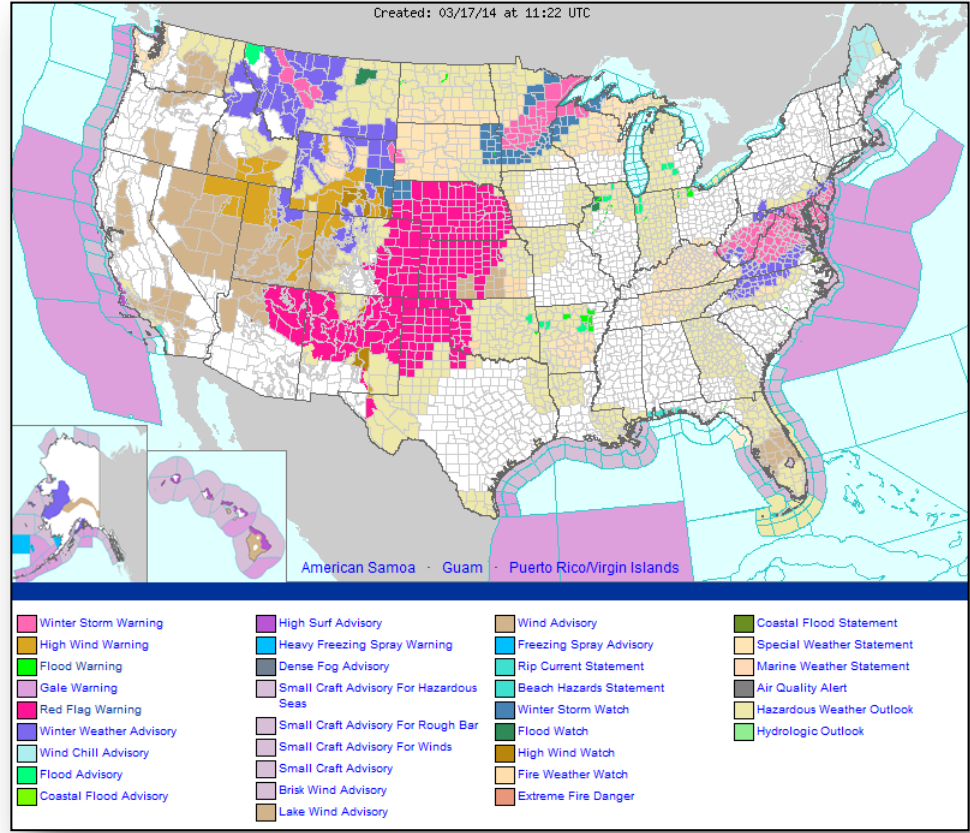 Created: 03/17/14 at 11:22 UTC
American Samoa · Guam · Puerto Rico/Virgin Islands
Winter Storm Warning
High Wind Warning
Flood Warning
Gale Warning
Red Flag Warning
Winter Weather Advisory
Wind Chill Advisory
Flood Advisory
Coastal Flood Advisory
High Surf Advisory
Heavy Freezing Spray Warning
Dense Fog Advisory
Small Craft Advisory For Hazardous
Seas
Small Craft Advisory For Rough Bar
Small Craft Advisory For Winds
Small Craft Advisory
Brisk Wind Advisory
Lake Wind Advisory
Wind Advisory
Freezing Spray Advisory
Rip Current Statement
Beach Hazards Statement
Winter Storm Watch
Flood Watch
High Wind Watch
Fire Weather Watch
Extreme Fire Danger
Coastal Flood Statement
Special Weather Statement
Marine Weather Statement
Air Quality Alert
Hazardous Weather Outlook
Hydrologic Outlook